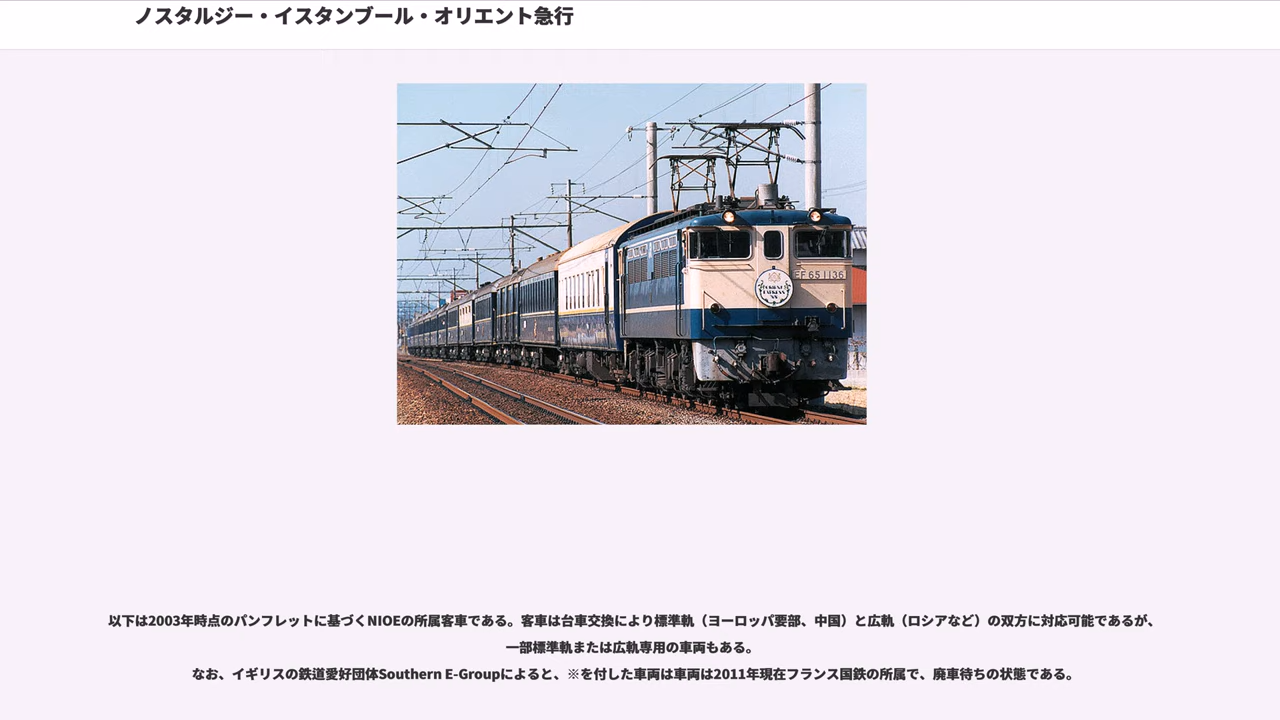 ノスタルジー・イスタンブール・オリエント急行
EF 65 1136
以下は2003年時点のパンフレットに基づくNIOEの所属客車である。客車は台車交換により標準軌（ヨーロッパ要部、中国）と広軌（ロシアなど）の双方に対応可能であるが、
一部標準軌または広軌専用の車両もある。
なお、イギリスの鉄道愛好団体Southern E-Groupによると、※を付した車両は車両は2011年現在フランス国鉄の所属で、廃車待ちの状態である。